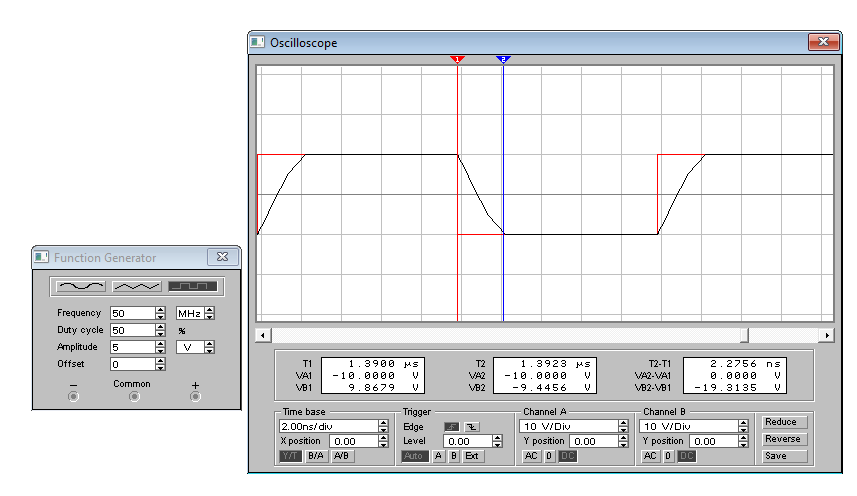 Oscilloscope
1
2
Function Generator
Frequency 50 MHz
Duty cycle 50 %
Amplitude 5 V
Offset 0
− Common +
T1 1.3900 µs
VA1 -10.0000 V
VB1 9.8679 V
T2 1.3923 µs
VA2 -10.0000 V
VB2 -9.4456 V
T2-T1 2.2756 ns
VA2-VA1 0.0000 V
VB2-VB1 -19.3135 V
Time base
2.00ns/div
X position 0.00
Y/T B/A A/B
Trigger
Edge
Level 0.00
Auto A B Ext
Channel A
10 V/Div
Y position 0.00
AC 0 DC
Channel B
10 V/Div
Y position 0.00
AC 0 DC
Reduce
Reverse
Save